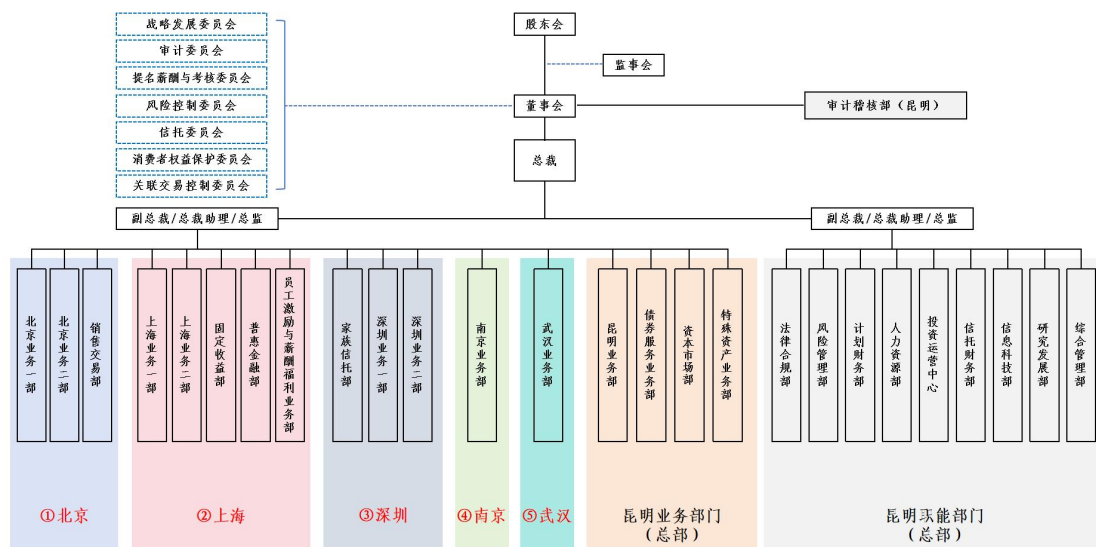 战略发展委员会
审计委员会
提名薪酬与考核委员会
风险控制委员会
信托委员会
消费者权益保护委员会
关联交易控制委员会
股东会
监事会
董事会
审计稽核部（昆明）
总裁
副总裁/总裁助理/总监
副总裁/总裁助理/总监
北京业务一部
北京业务二部
销售交易部
上海业务一部
上海业务二部
固定收益部
普惠金融部
员工激励与薪酬福利业务部
家族信托部
深圳业务一部
深圳业务二部
南京业务部
武汉业务部
昆明业务部
债券服务业务部
资本市场部
特殊资产业务部
法律合规部
风险管理部
计划财务部
人力资源部
投资运营中心
信托财务部
信息科技部
研究发展部
综合管理部
①北京
②上海
③深圳
④南京
⑤武汉
昆明业务部门
（总部）
昆明职能部门
（总部）